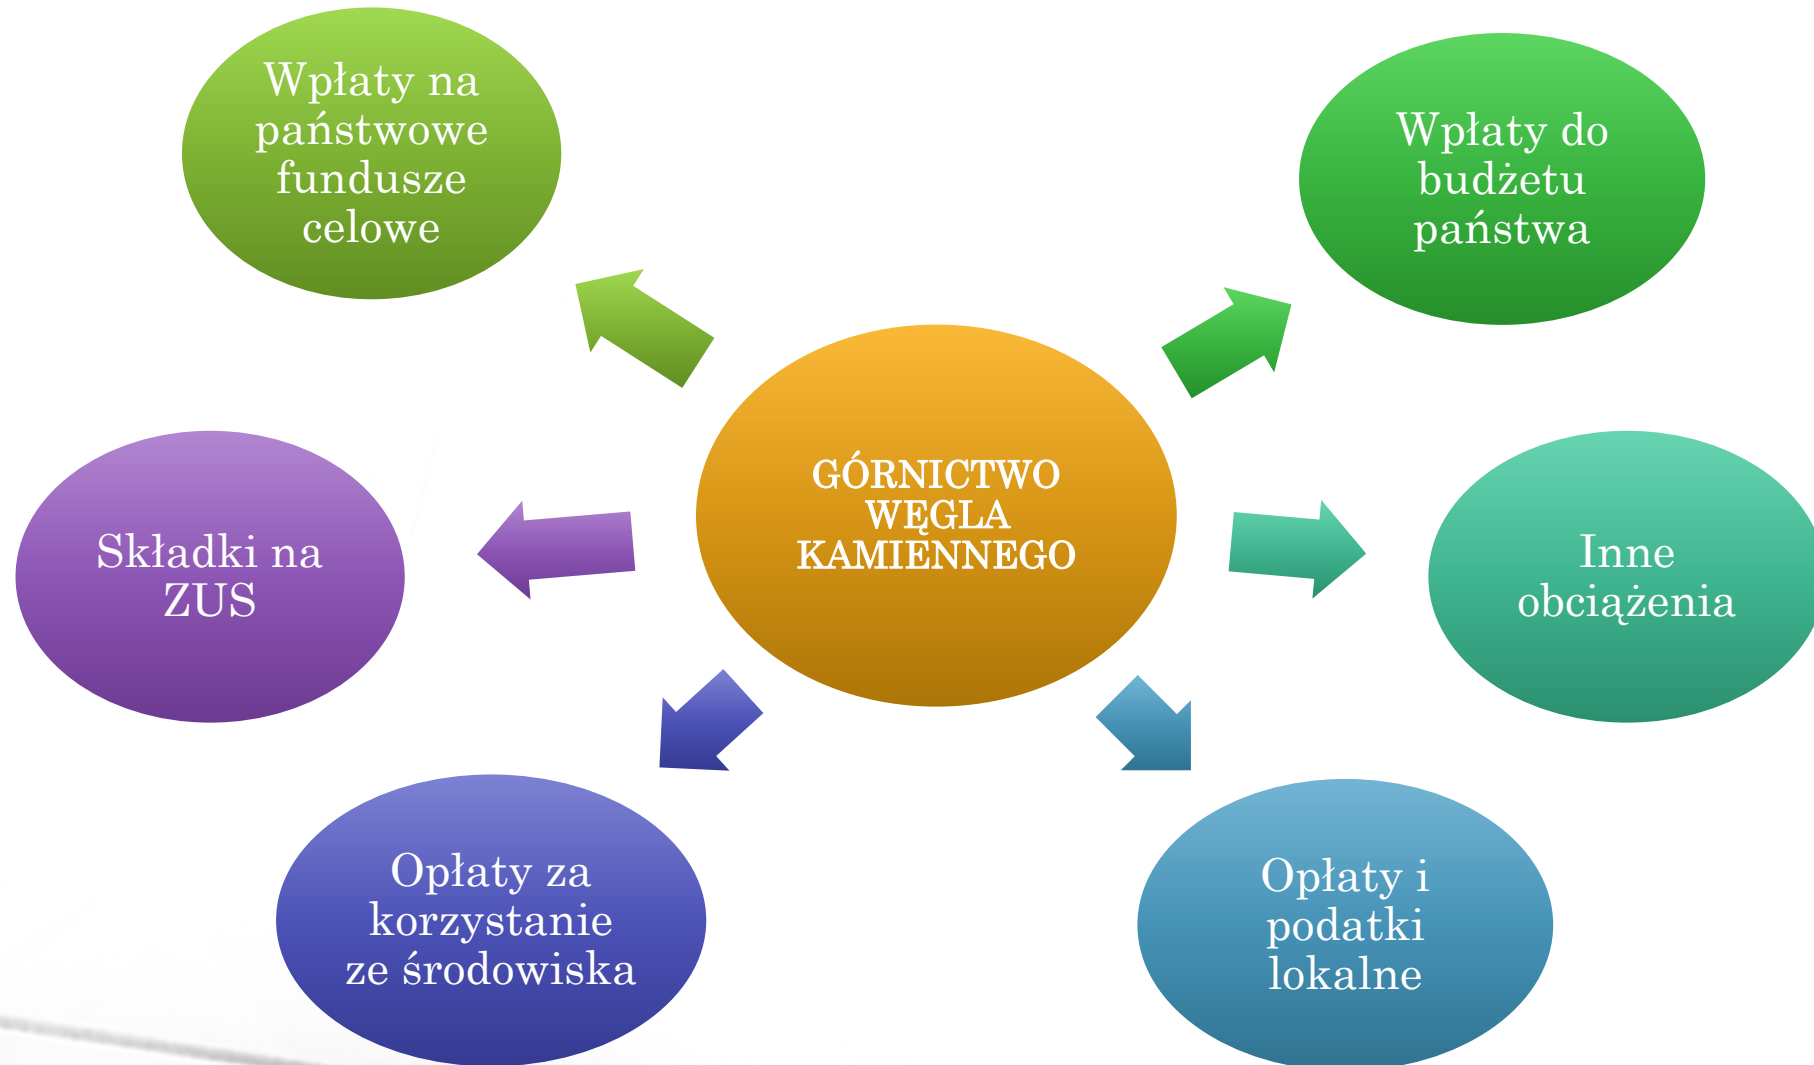 Wpłaty na
państwowe
fundusze
celowe
Wpłaty do
budżetu
państwa
GÓRNICTWO
WĘGLA
KAMIENNEGO
Składki na
ZUS
Inne
obciążenia
Opłaty za
korzystanie
ze środowiska
Opłaty i
podatki
lokalne